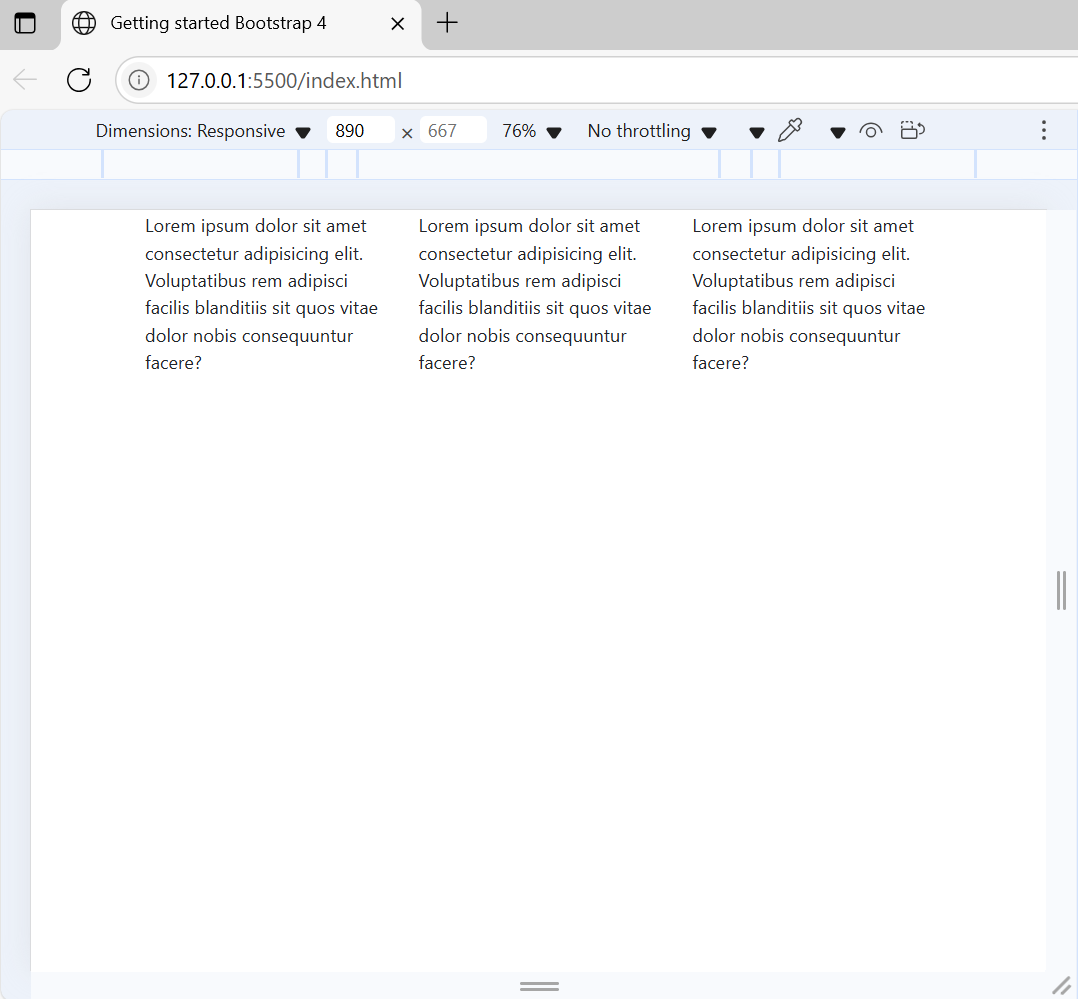 Getting started Bootstrap 4
127.0.0.1:5500/index.html
Dimensions: Responsive 890 × 667 76% No throttling
Lorem ipsum dolor sit amet
consectetur adipisicing elit.
Voluptatibus rem adipisci
facilis blanditiis sit quos vitae
dolor nobis consequuntur
facere?
Lorem ipsum dolor sit amet
consectetur adipisicing elit.
Voluptatibus rem adipisci
facilis blanditiis sit quos vitae
dolor nobis consequuntur
facere?
Lorem ipsum dolor sit amet
consectetur adipisicing elit.
Voluptatibus rem adipisci
facilis blanditiis sit quos vitae
dolor nobis consequuntur
facere?